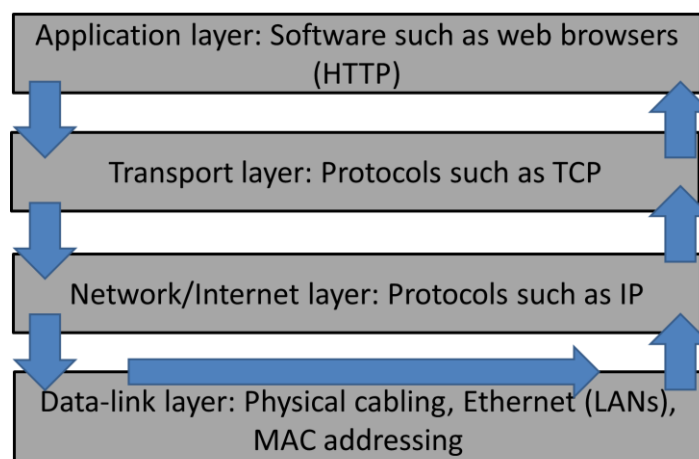 Application layer: Software such as web browsers
(HTTP)
Transport layer: Protocols such as TCP
Network/Internet layer: Protocols such as IP
Data-link layer: Physical cabling, Ethernet (LANs),
MAC addressing